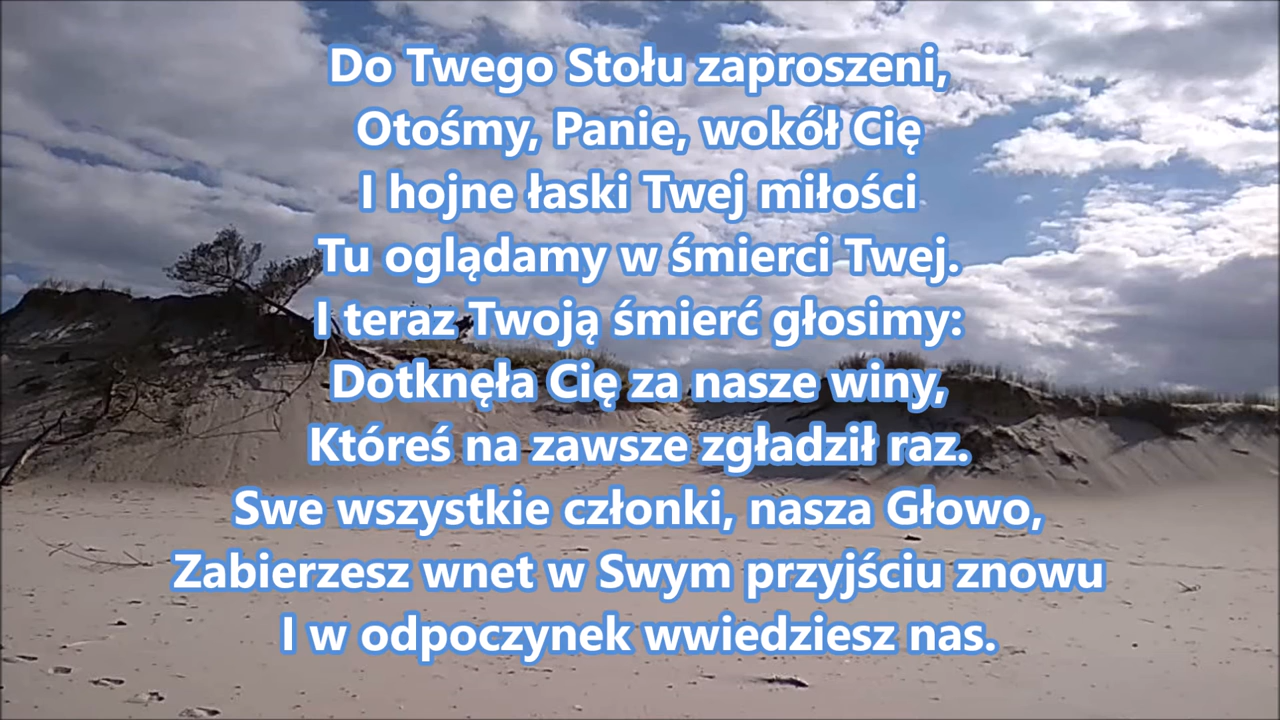 Do Twego Stołu zaproszeni,
Otośmy, Panie, wokół Cię
I hojne łaski Twej miłości
Tu oglądamy w śmierci Twej.
I teraz Twoją śmierć głosimy:
Dotknęła Cię za nasze winy,
Któreś na zawsze zgładził raz.
Swe wszystkie członki, nasza Głowo,
Zabierzesz wnet w Swym przyjściu znowu
I w odpoczynek wwiedziesz nas.